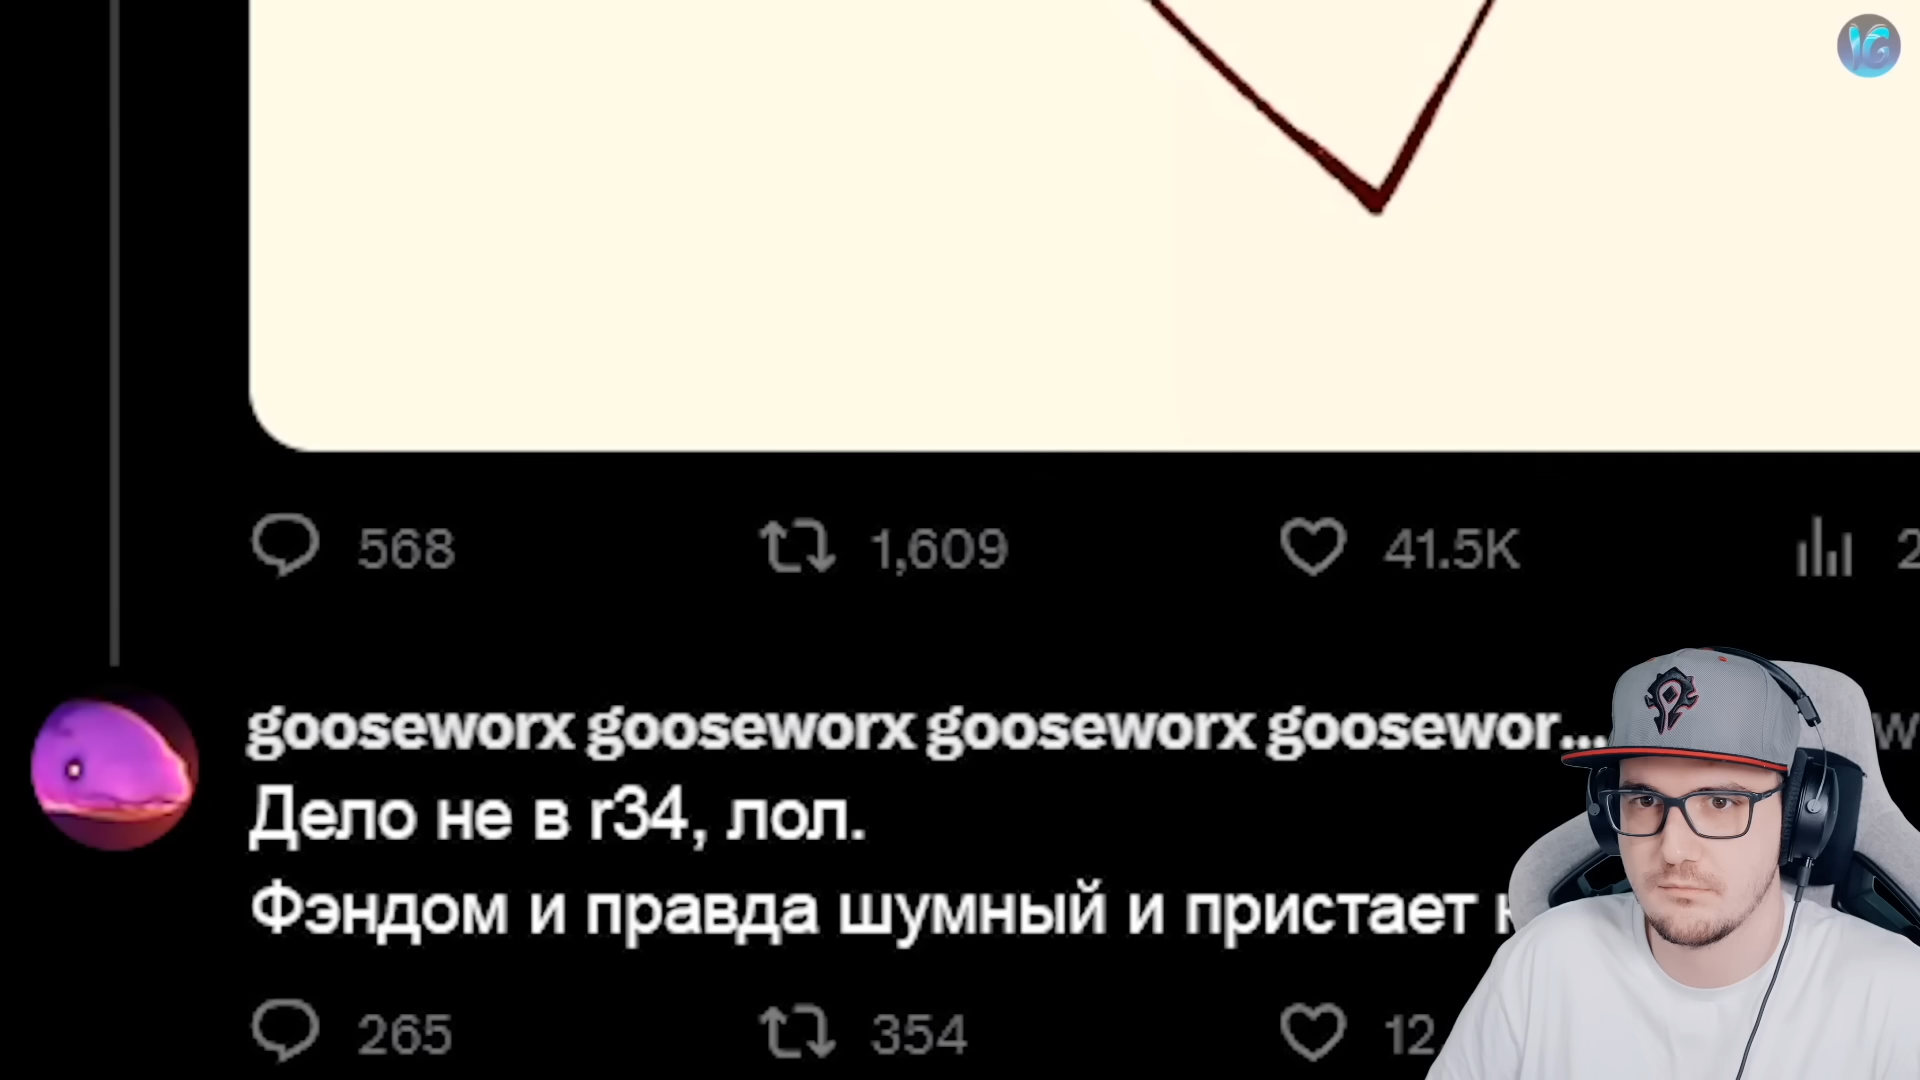 568 1,609 41.5K 2
gooseworx gooseworx gooseworx goosewor...
Дело не в r34, лол.
Фэндом и правда шумный и пристает
265 354 12